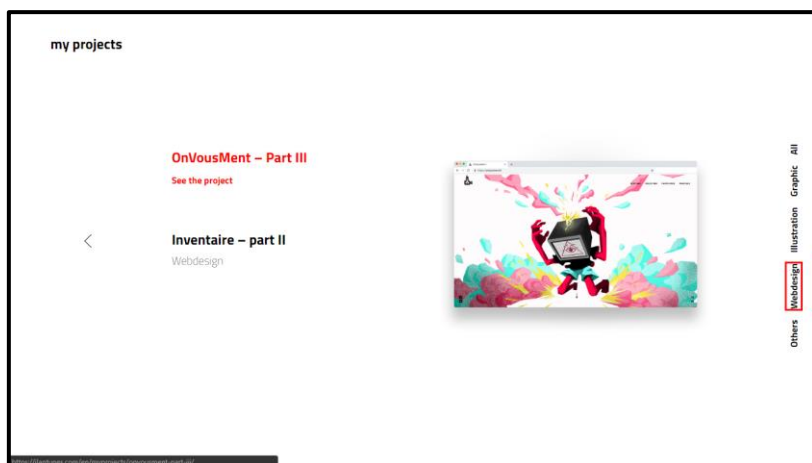 my projects
OnVousMent – Part III
See the project
Inventaire – part II
Webdesign
All
Graphic
Illustration
Webdesign
Others